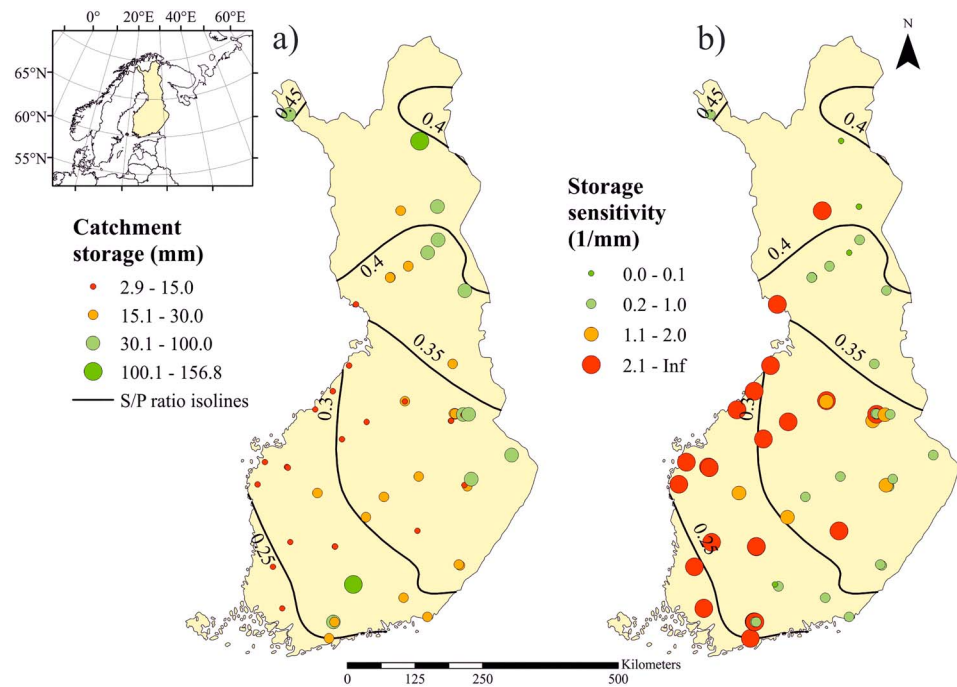 0° 20°E 30°E 40°E 60°E
65°N
60°N
55°N
a)
b)
N
0.45
0.4
0.4
0.35
0.3
0.25
0.45
0.4
0.4
0.35
0.3
0.25
Catchment
storage (mm)
2.9 - 15.0
15.1 - 30.0
30.1 - 100.0
100.1 - 156.8
S/P ratio isolines
Storage
sensitivity
(1/mm)
0.0 - 0.1
0.2 - 1.0
1.1 - 2.0
2.1 - Inf
Kilometers
0 125 250 500